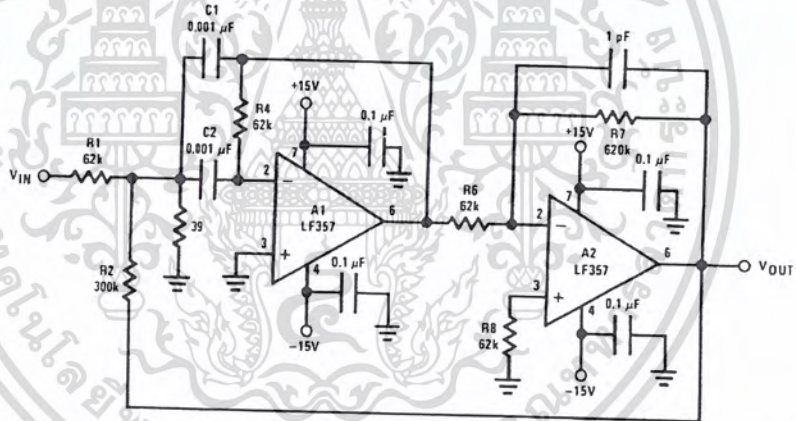 C1
0.001 µF
R4
62k
C2
0.001 µF
R1
62k
VIN
39
R2
300k
+15V
0.1 µF
7
2
−
A1
LF357
6
3
+
4
0.1 µF
−15V
R6
62k
1 pF
R7
620k
+15V
0.1 µF
7
2
−
A2
LF357
6
VOUT
3
+
4
0.1 µF
R8
62k
−15V